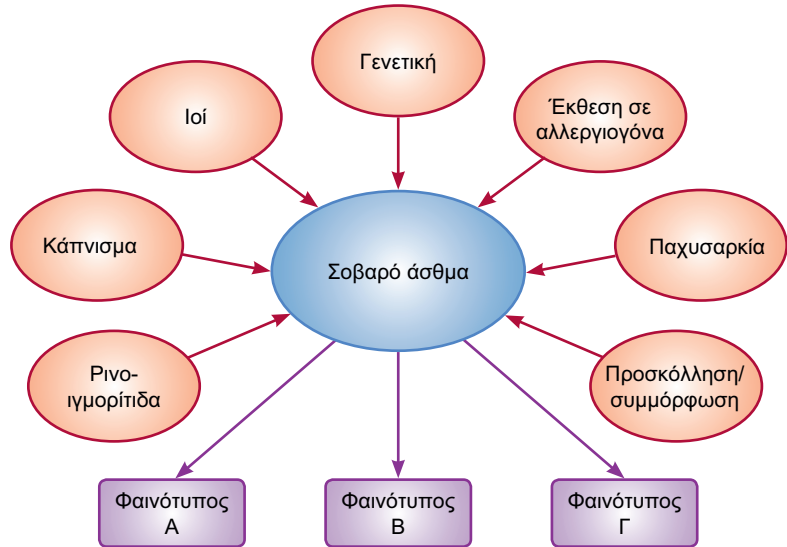 Γενετική
Ιοί
Έκθεση σε
αλλεργιογόνα
Κάπνισμα
Σοβαρό άσθμα
Παχυσαρκία
Ρινο-
ιγμορίτιδα
Προσκόλληση/
συμμόρφωση
Φαινότυπος
Α
Φαινότυπος
Β
Φαινότυπος
Γ